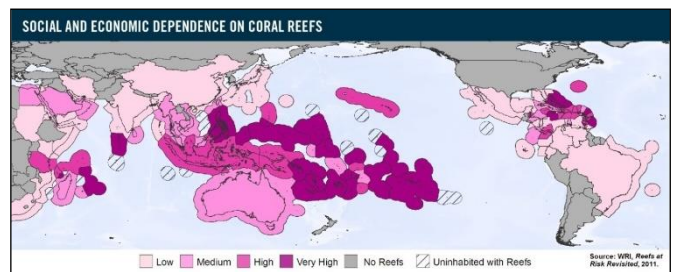 SOCIAL AND ECONOMIC DEPENDENCE ON CORAL REEFS
Low Medium High Very High No Reefs Uninhabited with Reefs
Source: WRI, Reefs at
Risk Revisited, 2011.